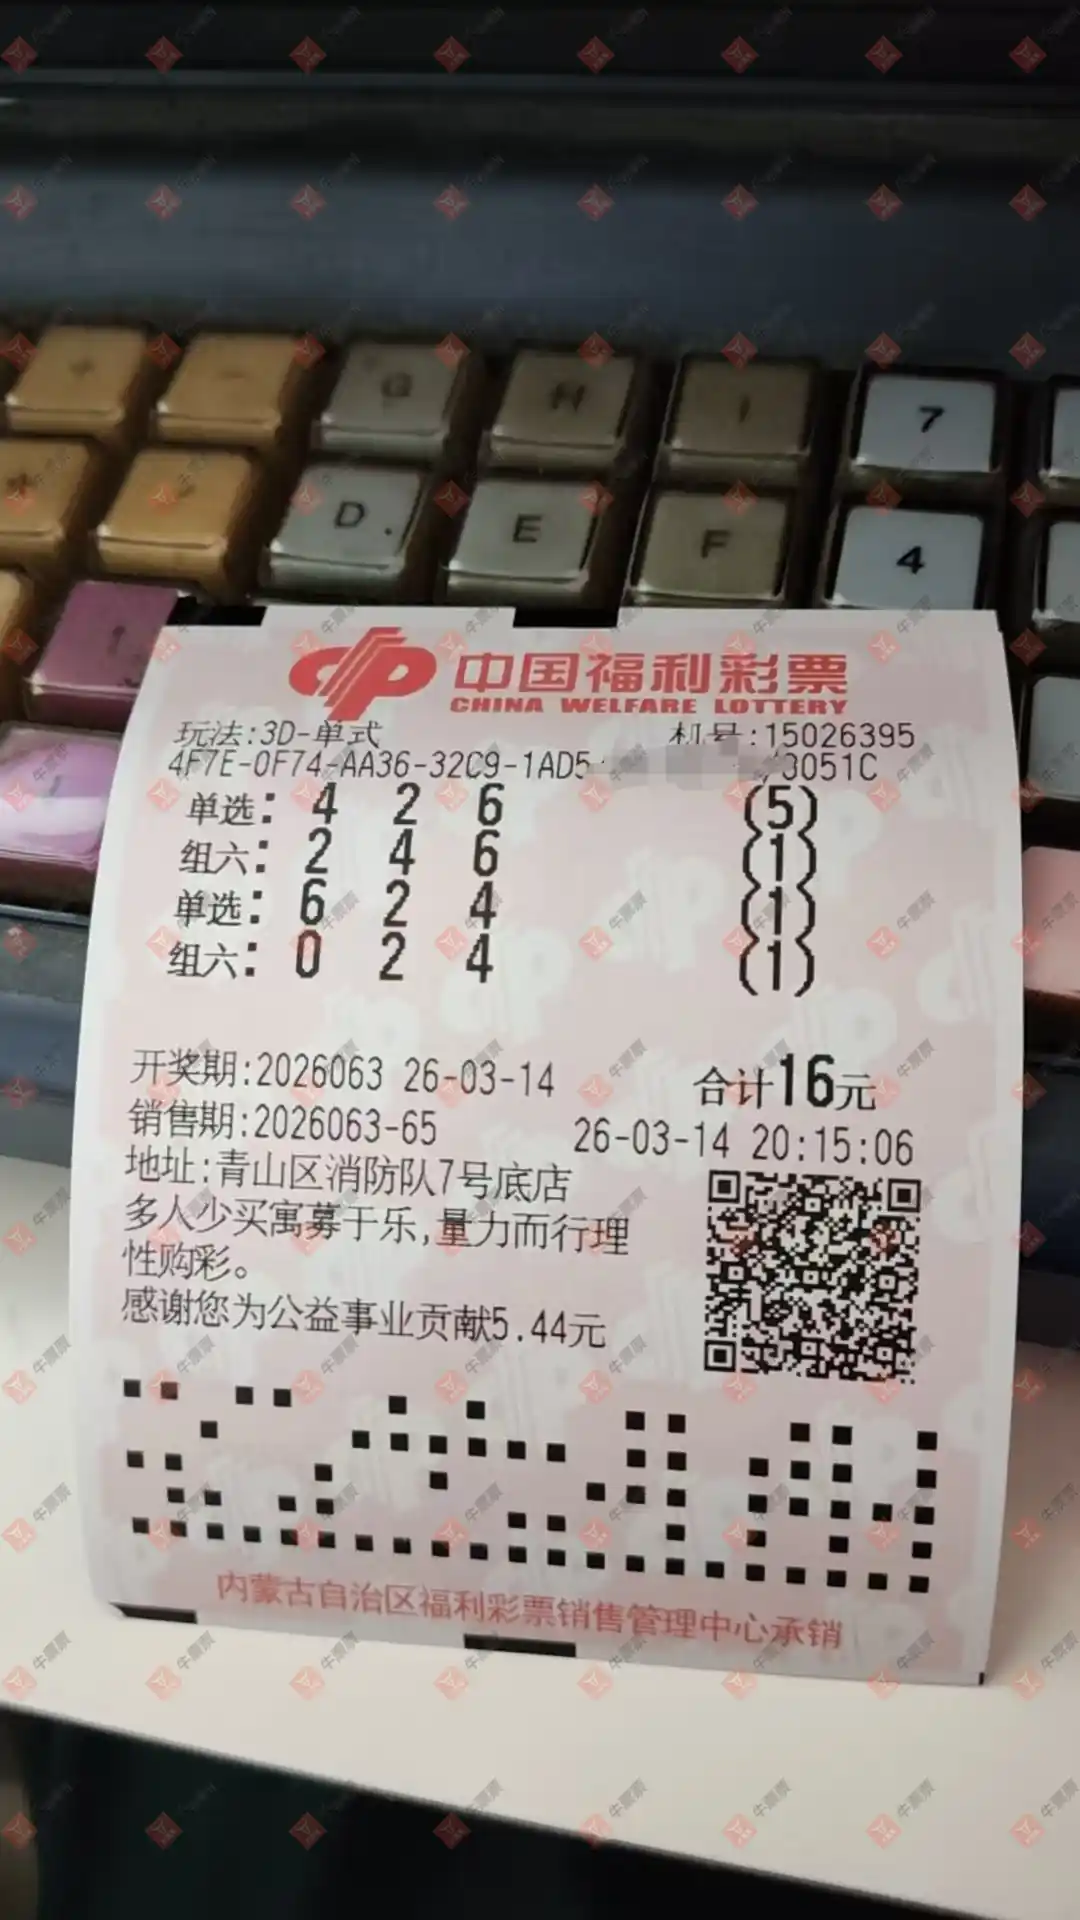 G H I 7
D. E F 4
中国福利彩票
CHINA WELFARE LOTTERY
玩法:3D-单式 机号:15026395
4F7E-0F74-AA36-32C9-1AD5 3051C
单选: 4 2 6 (5)
组六: 2 4 6 (1)
单选: 6 2 4 (1)
组六: 0 2 4 (1)
开奖期:2026063 26-03-14 合计16元
销售期:2026063-65 26-03-14 20:15:06
地址:青山区消防队7号底店
多人少买寓募于乐,量力而行理
性购彩。
感谢您为公益事业贡献5.44元
内蒙古自治区福利彩票销售管理中心承销
牛票票